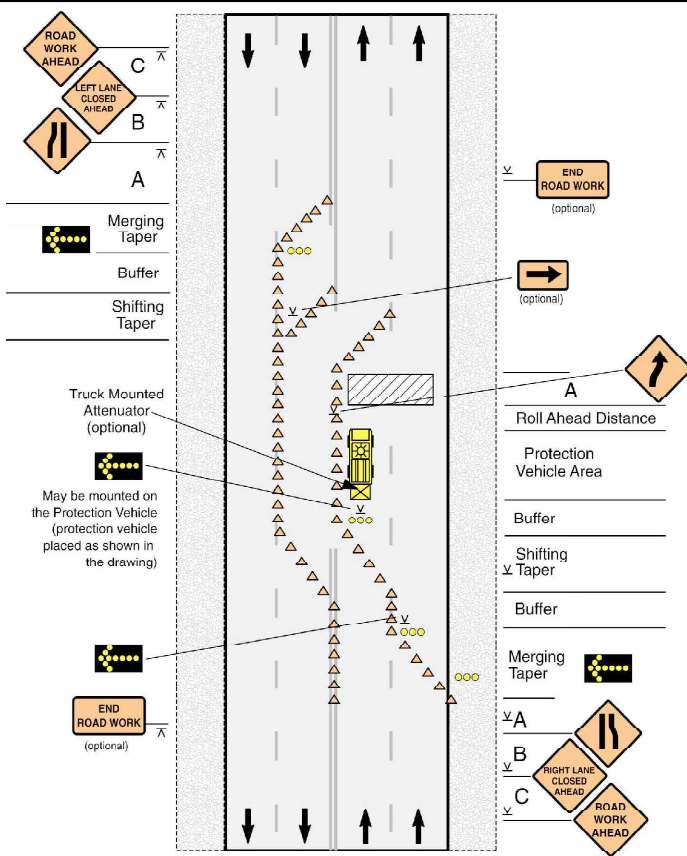 ROAD
WORK
AHEAD
C
LEFT LANE
CLOSED
AHEAD
B
A
Merging
Taper
Buffer
Shifting
Taper
END
ROAD WORK
(optional)
(optional)
Truck Mounted
Attenuator
(optional)
May be mounted on
the Protection Vehicle
(protection vehicle
placed as shown in
the drawing)
END
ROAD WORK
(optional)
A
Roll Ahead Distance
Protection
Vehicle Area
Buffer
Shifting
Taper
Buffer
Merging
Taper
A
B
RIGHT LANE
CLOSED
AHEAD
C
ROAD
WORK
AHEAD